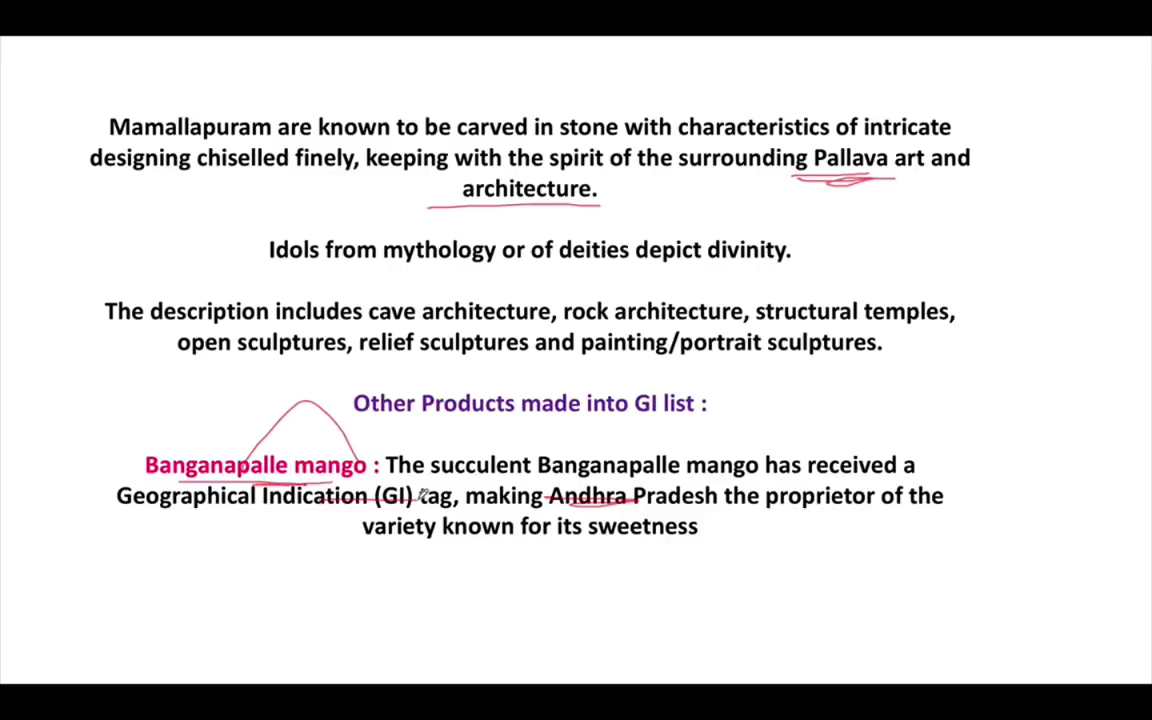 Mamallapuram are known to be carved in stone with characteristics of intricate
designing chiselled finely, keeping with the spirit of the surrounding Pallava art and
architecture.
Idols from mythology or of deities depict divinity.
The description includes cave architecture, rock architecture, structural temples,
open sculptures, relief sculptures and painting/portrait sculptures.
Other Products made into GI list :
Banganapalle mango : The succulent Banganapalle mango has received a
Geographical Indication (GI) tag, making Andhra Pradesh the proprietor of the
variety known for its sweetness